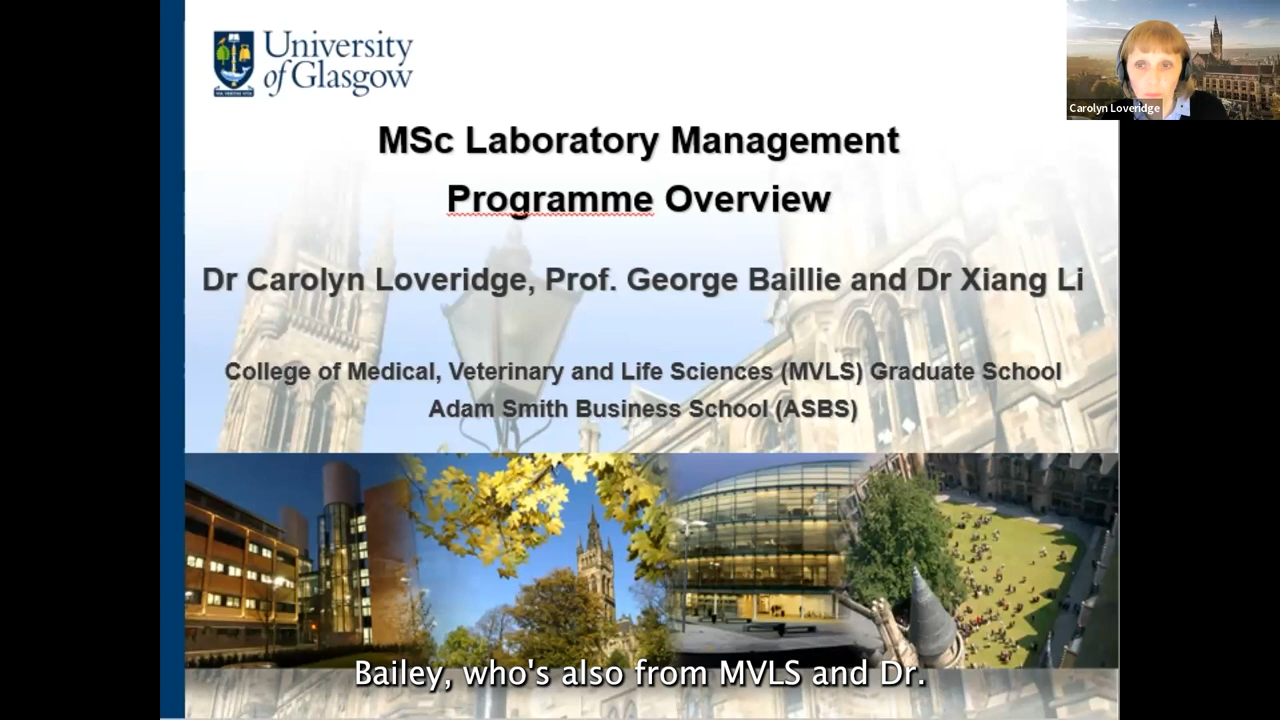 University
of Glasgow
Carolyn Loveridge
MSc Laboratory Management
Programme Overview
Dr Carolyn Loveridge, Prof. George Baillie and Dr Xiang Li
College of Medical, Veterinary and Life Sciences (MVLS) Graduate School
Adam Smith Business School (ASBS)
Bailey, who's also from MVLS and Dr.